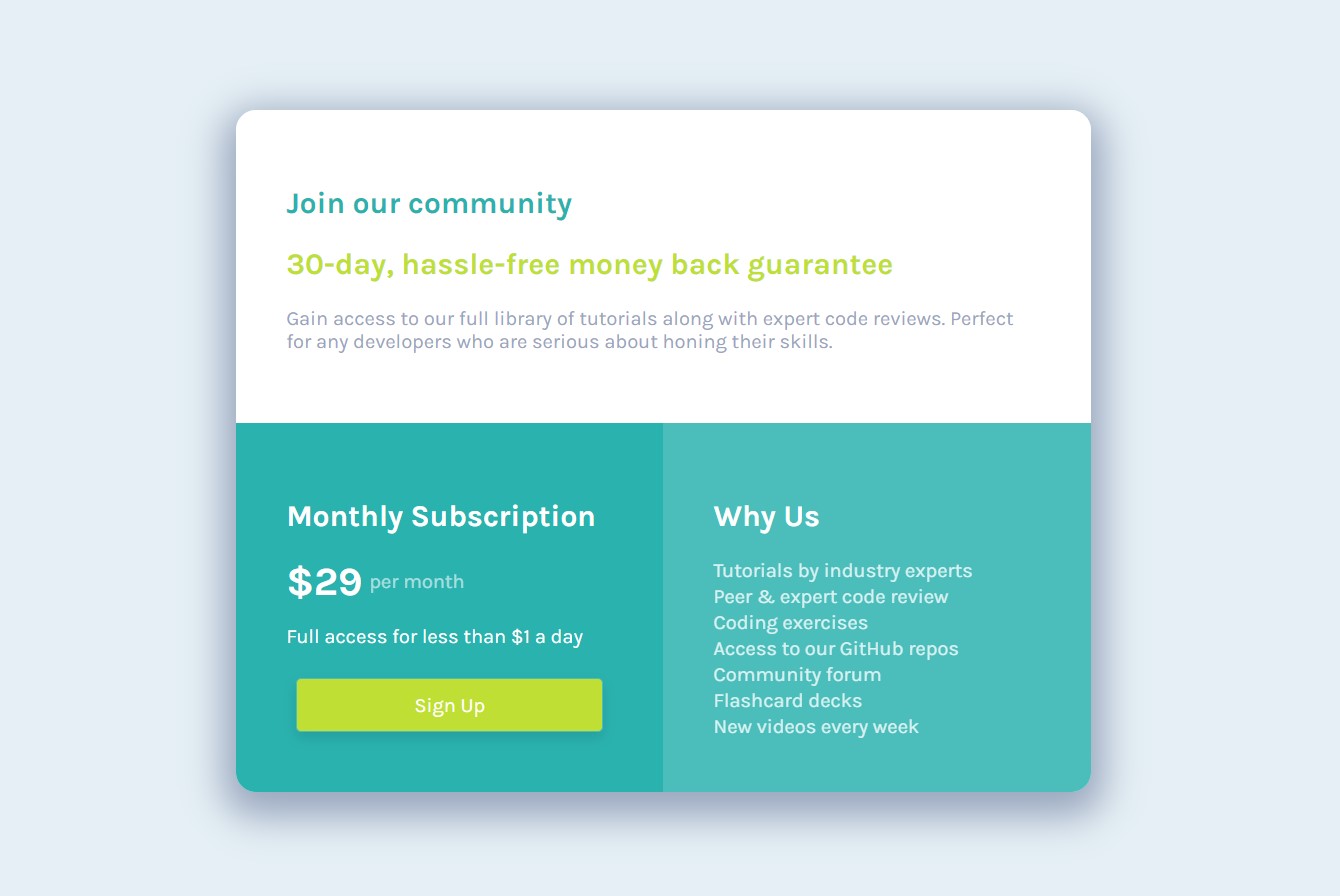 Join our community
30-day, hassle-free money back guarantee
Gain access to our full library of tutorials along with expert code reviews. Perfect
for any developers who are serious about honing their skills.
Monthly Subscription
$29 per month
Full access for less than $1 a day
Sign Up
Why Us
Tutorials by industry experts
Peer & expert code review
Coding exercises
Access to our GitHub repos
Community forum
Flashcard decks
New videos every week